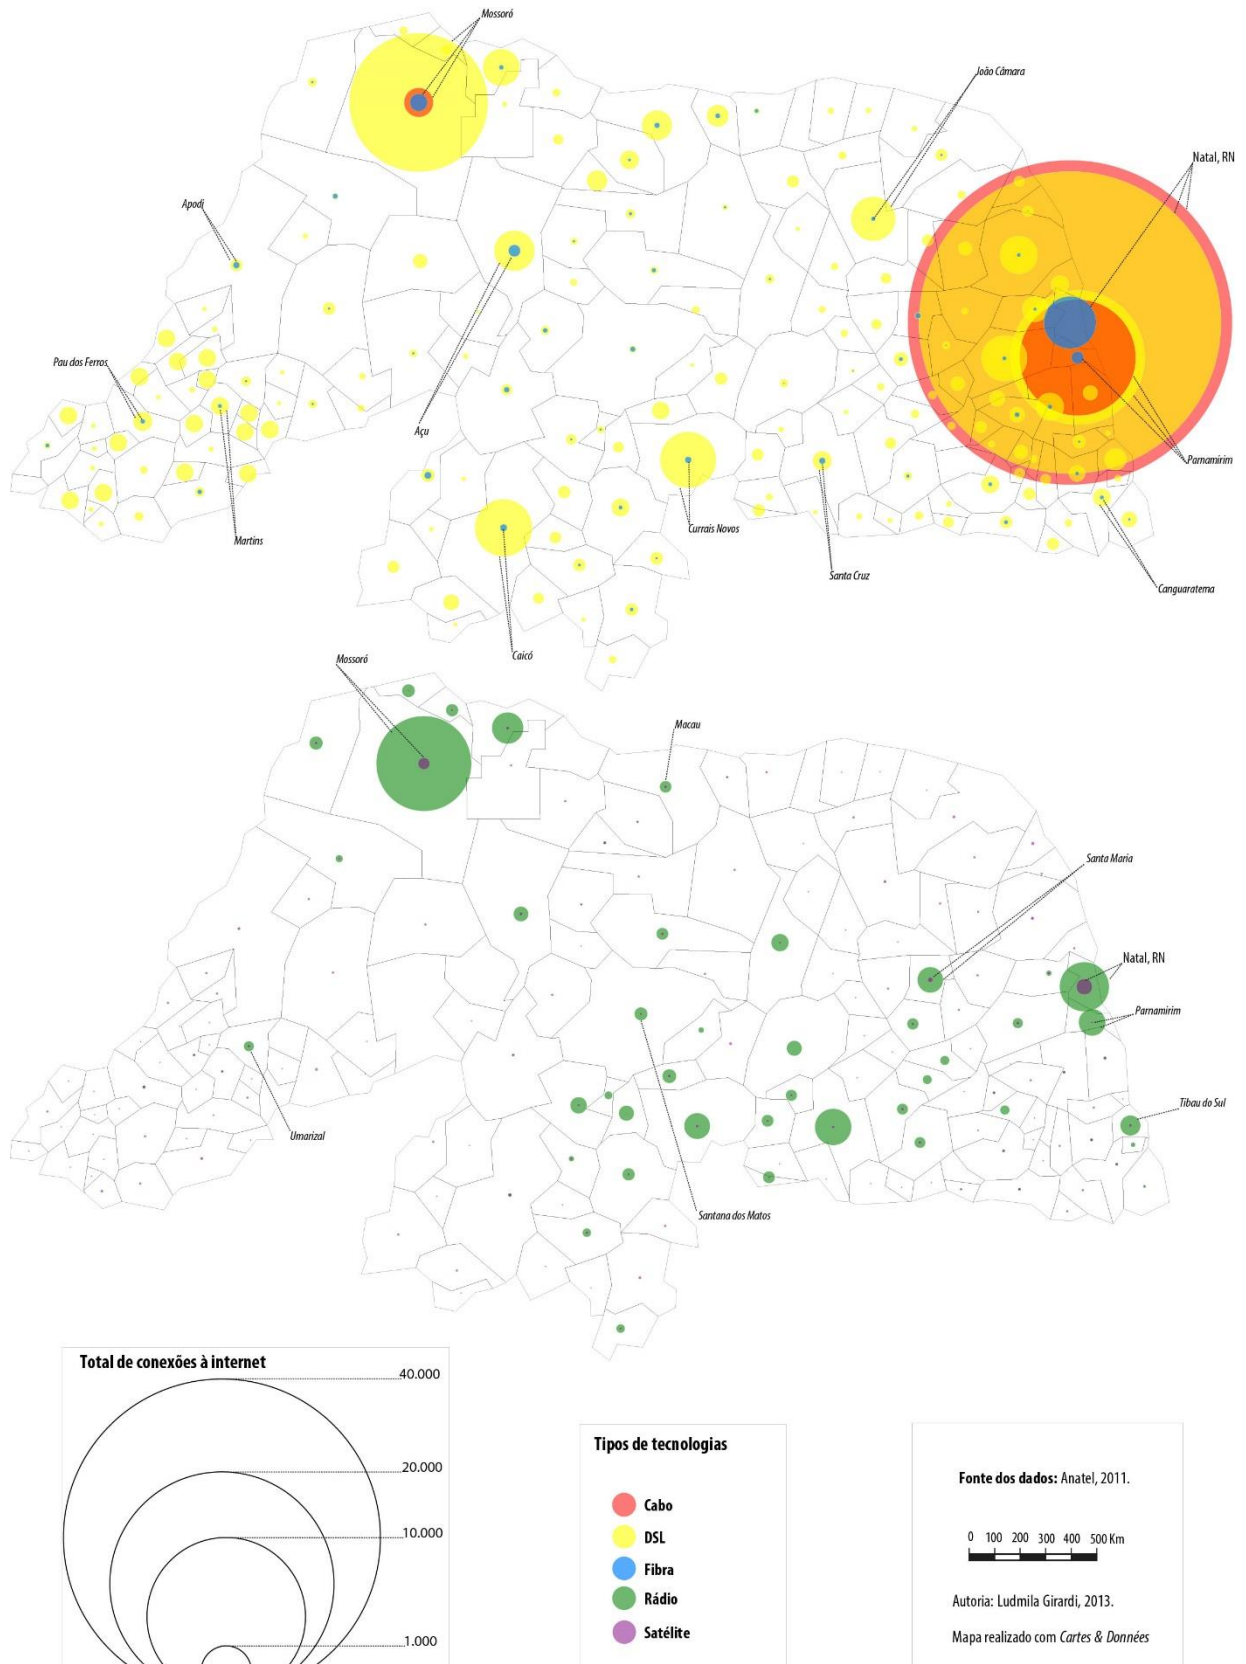 Mossoró
João Câmara
Natal, RN
Apodi
Pau dos Ferros
Açu
Parnamirim
Martins
Currais Novos
Santa Cruz
Canguaratema
Caicó
Mossoró
Macau
Santa Maria
Natal, RN
Parnamirim
Tibau do Sul
Umarizal
Santana dos Matos
Total de conexões à internet
40.000
20.000
10.000
1.000
Tipos de tecnologias
Cabo
DSL
Fibra
Rádio
Satélite
Fonte dos dados: Anatel, 2011.
0 100 200 300 400 500 Km
Autoria: Ludmila Girardi, 2013.
Mapa realizado com Cartes & Données